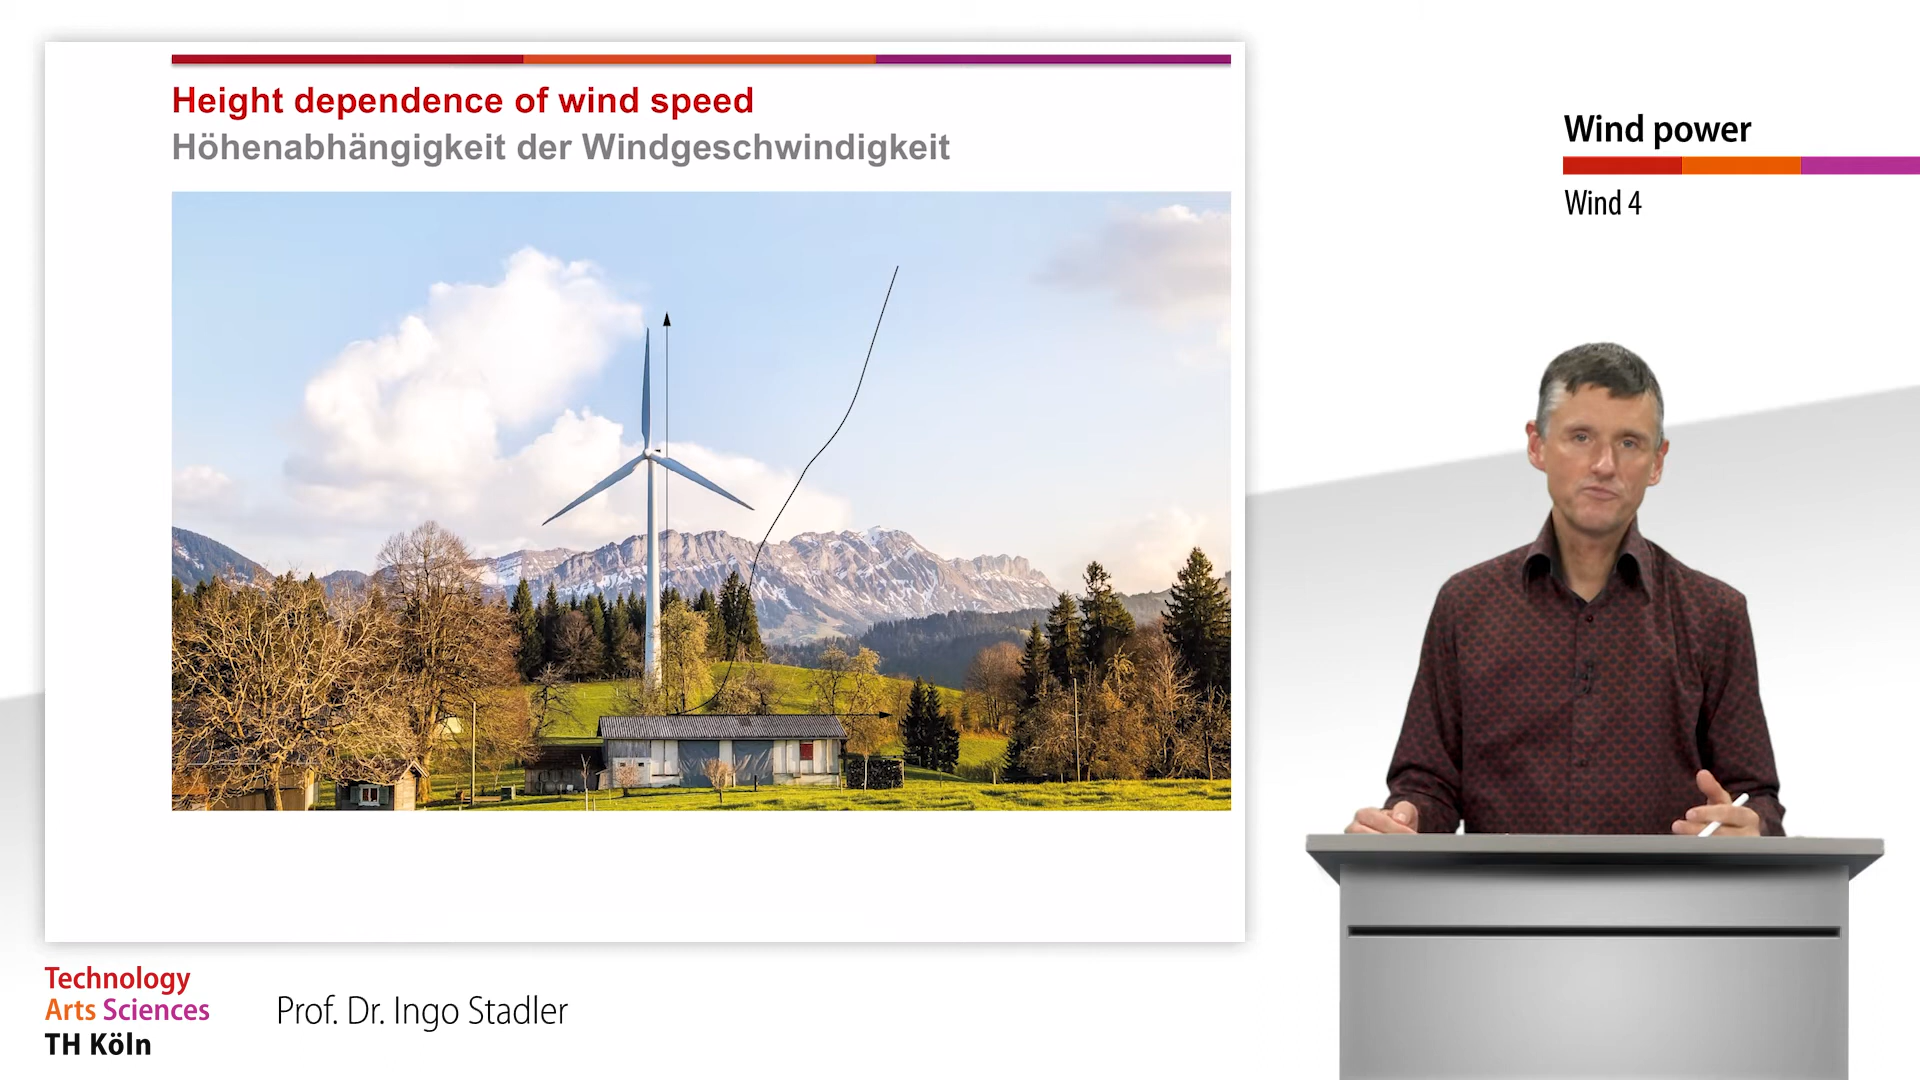 Height dependence of wind speed
Höhenabhängigkeit der Windgeschwindigkeit
Wind power
Wind 4
Technology
Arts Sciences
TH Köln
Prof. Dr. Ingo Stadler